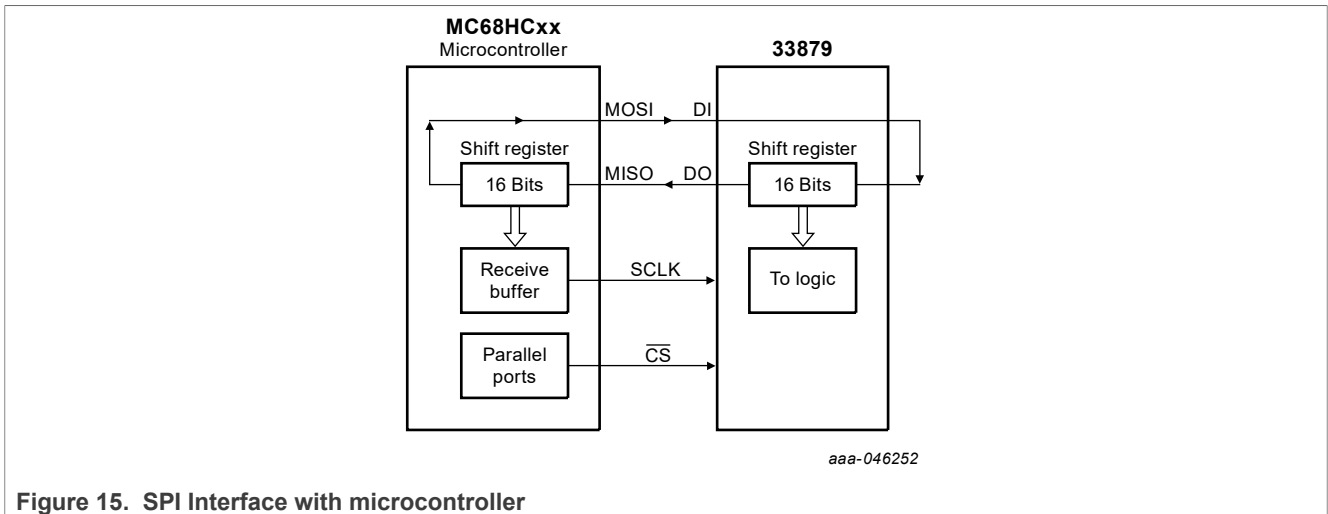 MC68HCxx
Microcontroller
33879
MOSI DI
Shift register
Shift register
16 Bits
MISO DO
16 Bits
Receive
buffer
SCLK
To logic
Parallel
ports
CS
aaa-046252
Figure 15. SPI Interface with microcontroller